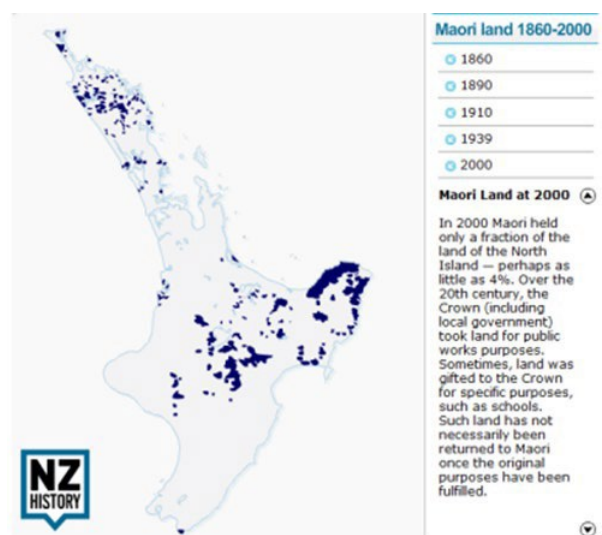 Maori land 1860-2000
1860
1890
1910
1939
2000
Maori Land at 2000
In 2000 Maori held
only a fraction of the
land of the North
Island — perhaps as
little as 4%. Over the
20th century, the
Crown (including
local government)
took land for public
works purposes.
Sometimes, land was
gifted to the Crown
for specific purposes,
such as schools.
Such land has not
necessarily been
returned to Maori
once the original
purposes have been
fulfilled.
NZ
HISTORY